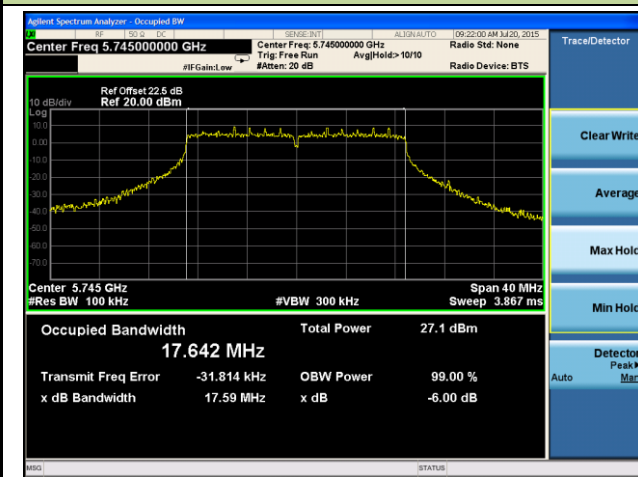 Agilent Spectrum Analyzer - Occupied BW
RF 50 Ω DC SENSE:INT ALIGNAUTO 09:22:00 AM Jul 20, 2015
Center Freq 5.745000000 GHz
Center Freq: 5.745000000 GHz Radio Std: None
Trig: Free Run Avg|Hold:> 10/10
#IFGain:Low #Atten: 20 dB Radio Device: BTS
Trace/Detector
Ref Offset 22.5 dB
10 dB/div Ref 20.00 dBm
Log
10.0
0.00
-10.0
-20.0
-30.0
-40.0
-50.0
-60.0
-70.0
Center 5.745 GHz Span 40 MHz
#Res BW 100 kHz #VBW 300 kHz Sweep 3.867 ms
Occupied Bandwidth Total Power 27.1 dBm
17.642 MHz
Transmit Freq Error -31.814 kHz OBW Power 99.00 %
x dB Bandwidth 17.59 MHz x dB -6.00 dB
Clear Write
Average
Max Hold
Min Hold
Detector
Peak
Auto Man
MSG STATUS